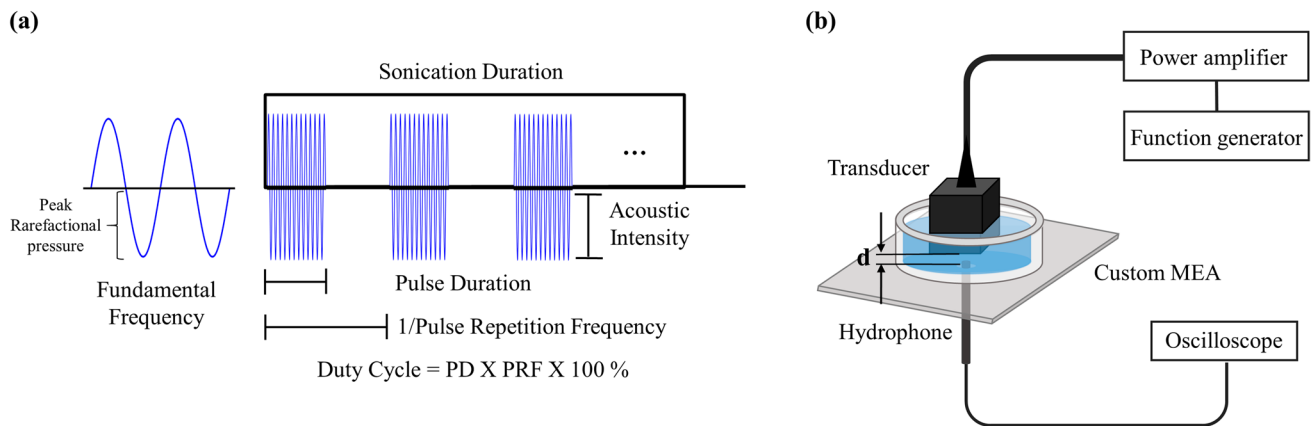 (a)
Sonication Duration
...
Peak
Rarefactional
pressure
Acoustic
Intensity
Fundamental
Frequency
Pulse Duration
1/Pulse Repetition Frequency
Duty Cycle = PD X PRF X 100 %
(b)
Power amplifier
Function generator
Transducer
d
Custom MEA
Hydrophone
Oscilloscope